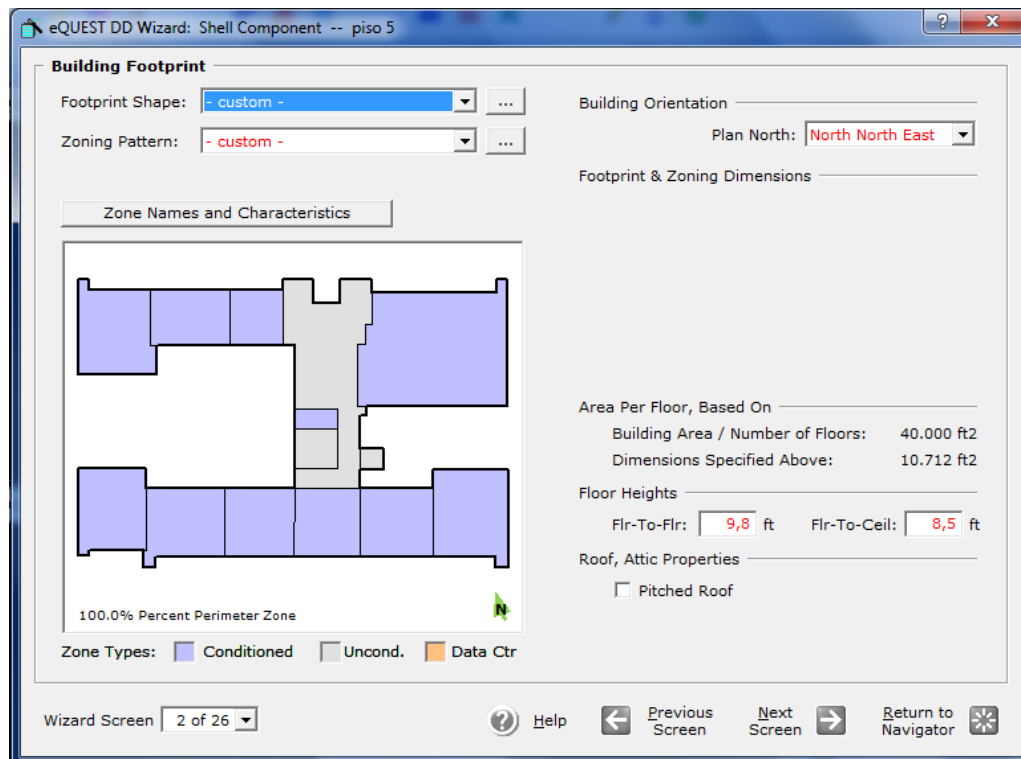 eQUEST DD Wizard: Shell Component -- piso 5
Building Footprint
Footprint Shape: - custom - ...
Zoning Pattern: - custom - ...
Zone Names and Characteristics
100.0% Percent Perimeter Zone
N
Zone Types: Conditioned Uncond. Data Ctr
Building Orientation
Plan North: North North East
Footprint & Zoning Dimensions
Area Per Floor, Based On
Building Area / Number of Floors: 40.000 ft2
Dimensions Specified Above: 10.712 ft2
Floor Heights
Flr-To-Flr: 9,8 ft Flr-To-Ceil: 8,5 ft
Roof, Attic Properties
Pitched Roof
Wizard Screen 2 of 26
? Help
Previous Screen
Next Screen
Return to Navigator